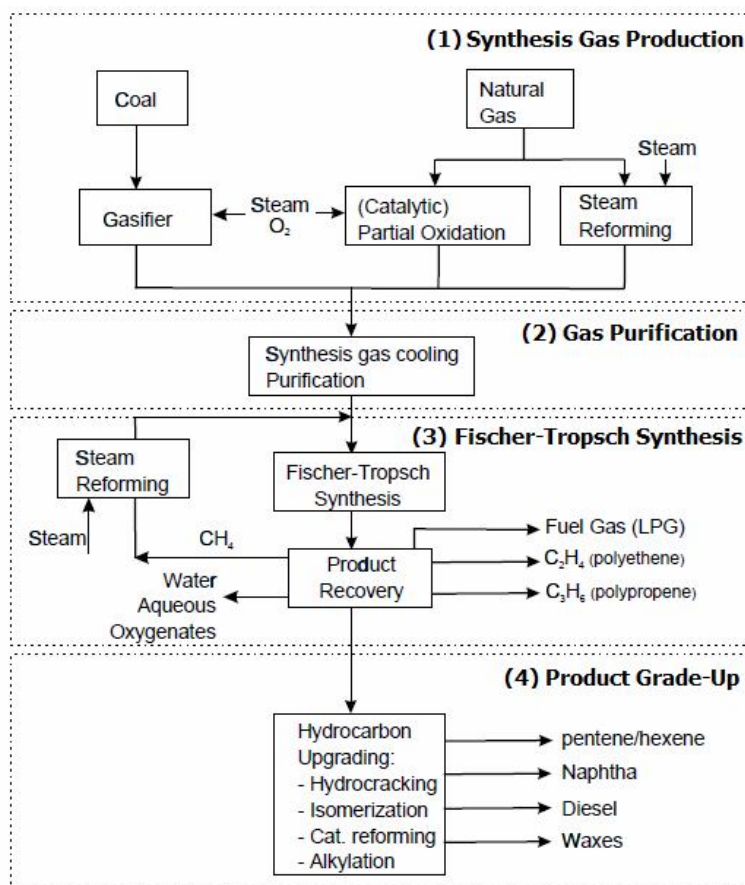 (1) Synthesis Gas Production
Coal
Natural
Gas
Steam
Gasifier
Steam
O₂
(Catalytic)
Partial Oxidation
Steam
Reforming
(2) Gas Purification
Synthesis gas cooling
Purification
(3) Fischer-Tropsch Synthesis
Steam
Reforming
Fischer-Tropsch
Synthesis
Steam
CH₄
Product
Recovery
Fuel Gas (LPG)
C₂H₄ (polyethene)
C₃H₆ (polypropene)
Water
Aqueous
Oxygenates
(4) Product Grade-Up
Hydrocarbon
Upgrading:
- Hydrocracking
- Isomerization
- Cat. reforming
- Alkylation
pentene/hexene
Naphtha
Diesel
Waxes